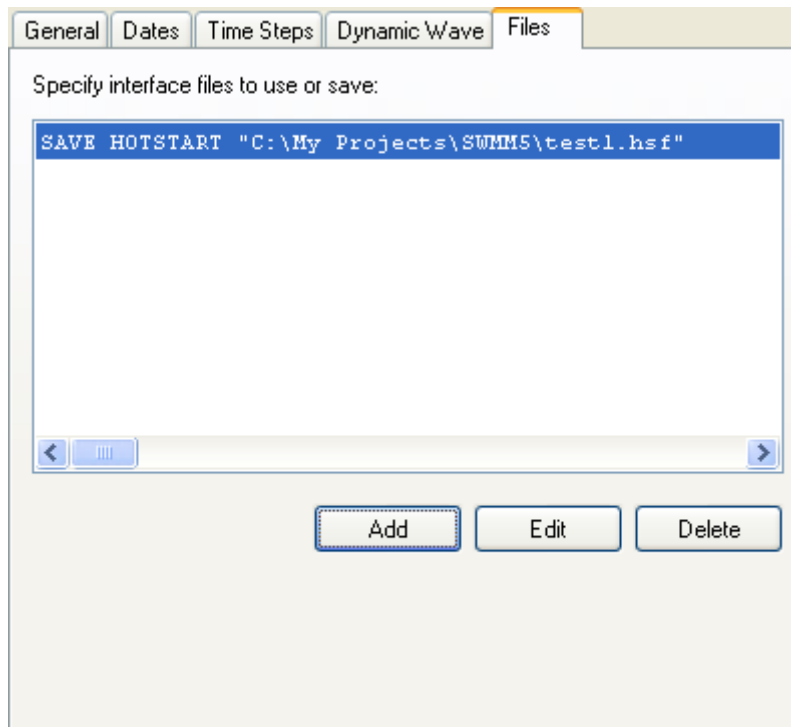 General Dates Time Steps Dynamic Wave Files
Specify interface files to use or save:
SAVE HOTSTART "C:\My Projects\SWMM5\test1.hsf"
Add Edit Delete